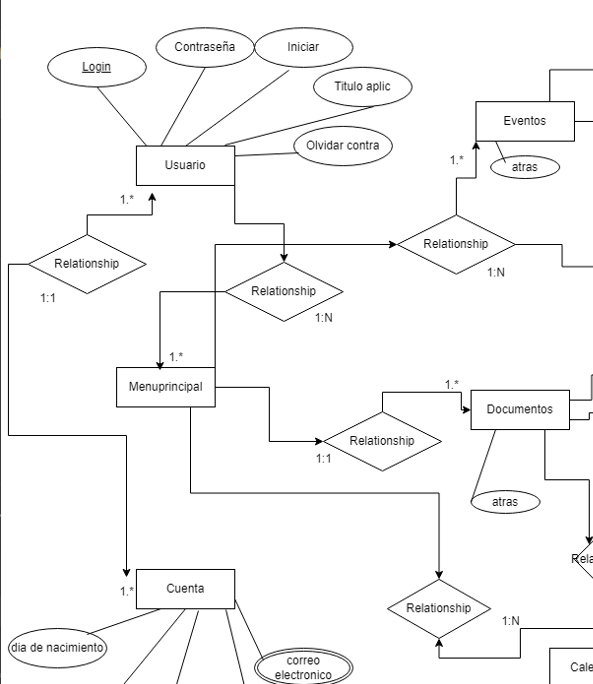 Contraseña
Iniciar
Login
Titulo aplic
Eventos
Olvidar contra
Usuario
1.*
atras
1.*
Relationship
Relationship
1:N
Relationship
1:1
Relationship
1:N
1.*
Menuprincipal
1.*
Documentos
Relationship
1:1
atras
Cuenta
1.*
Relationship
1:N
dia de nacimiento
correo
electronico